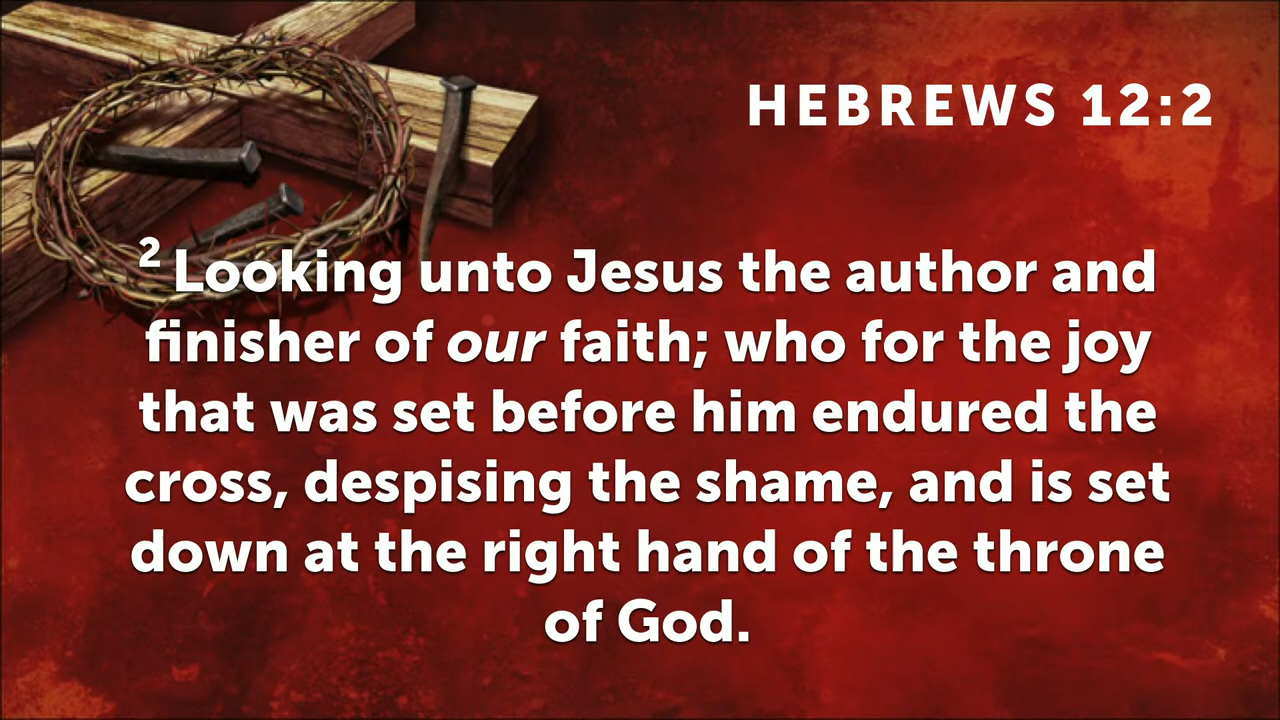 HEBREWS 12:2
2 Looking unto Jesus the author and
finisher of our faith; who for the joy
that was set before him endured the
cross, despising the shame, and is set
down at the right hand of the throne
of God.